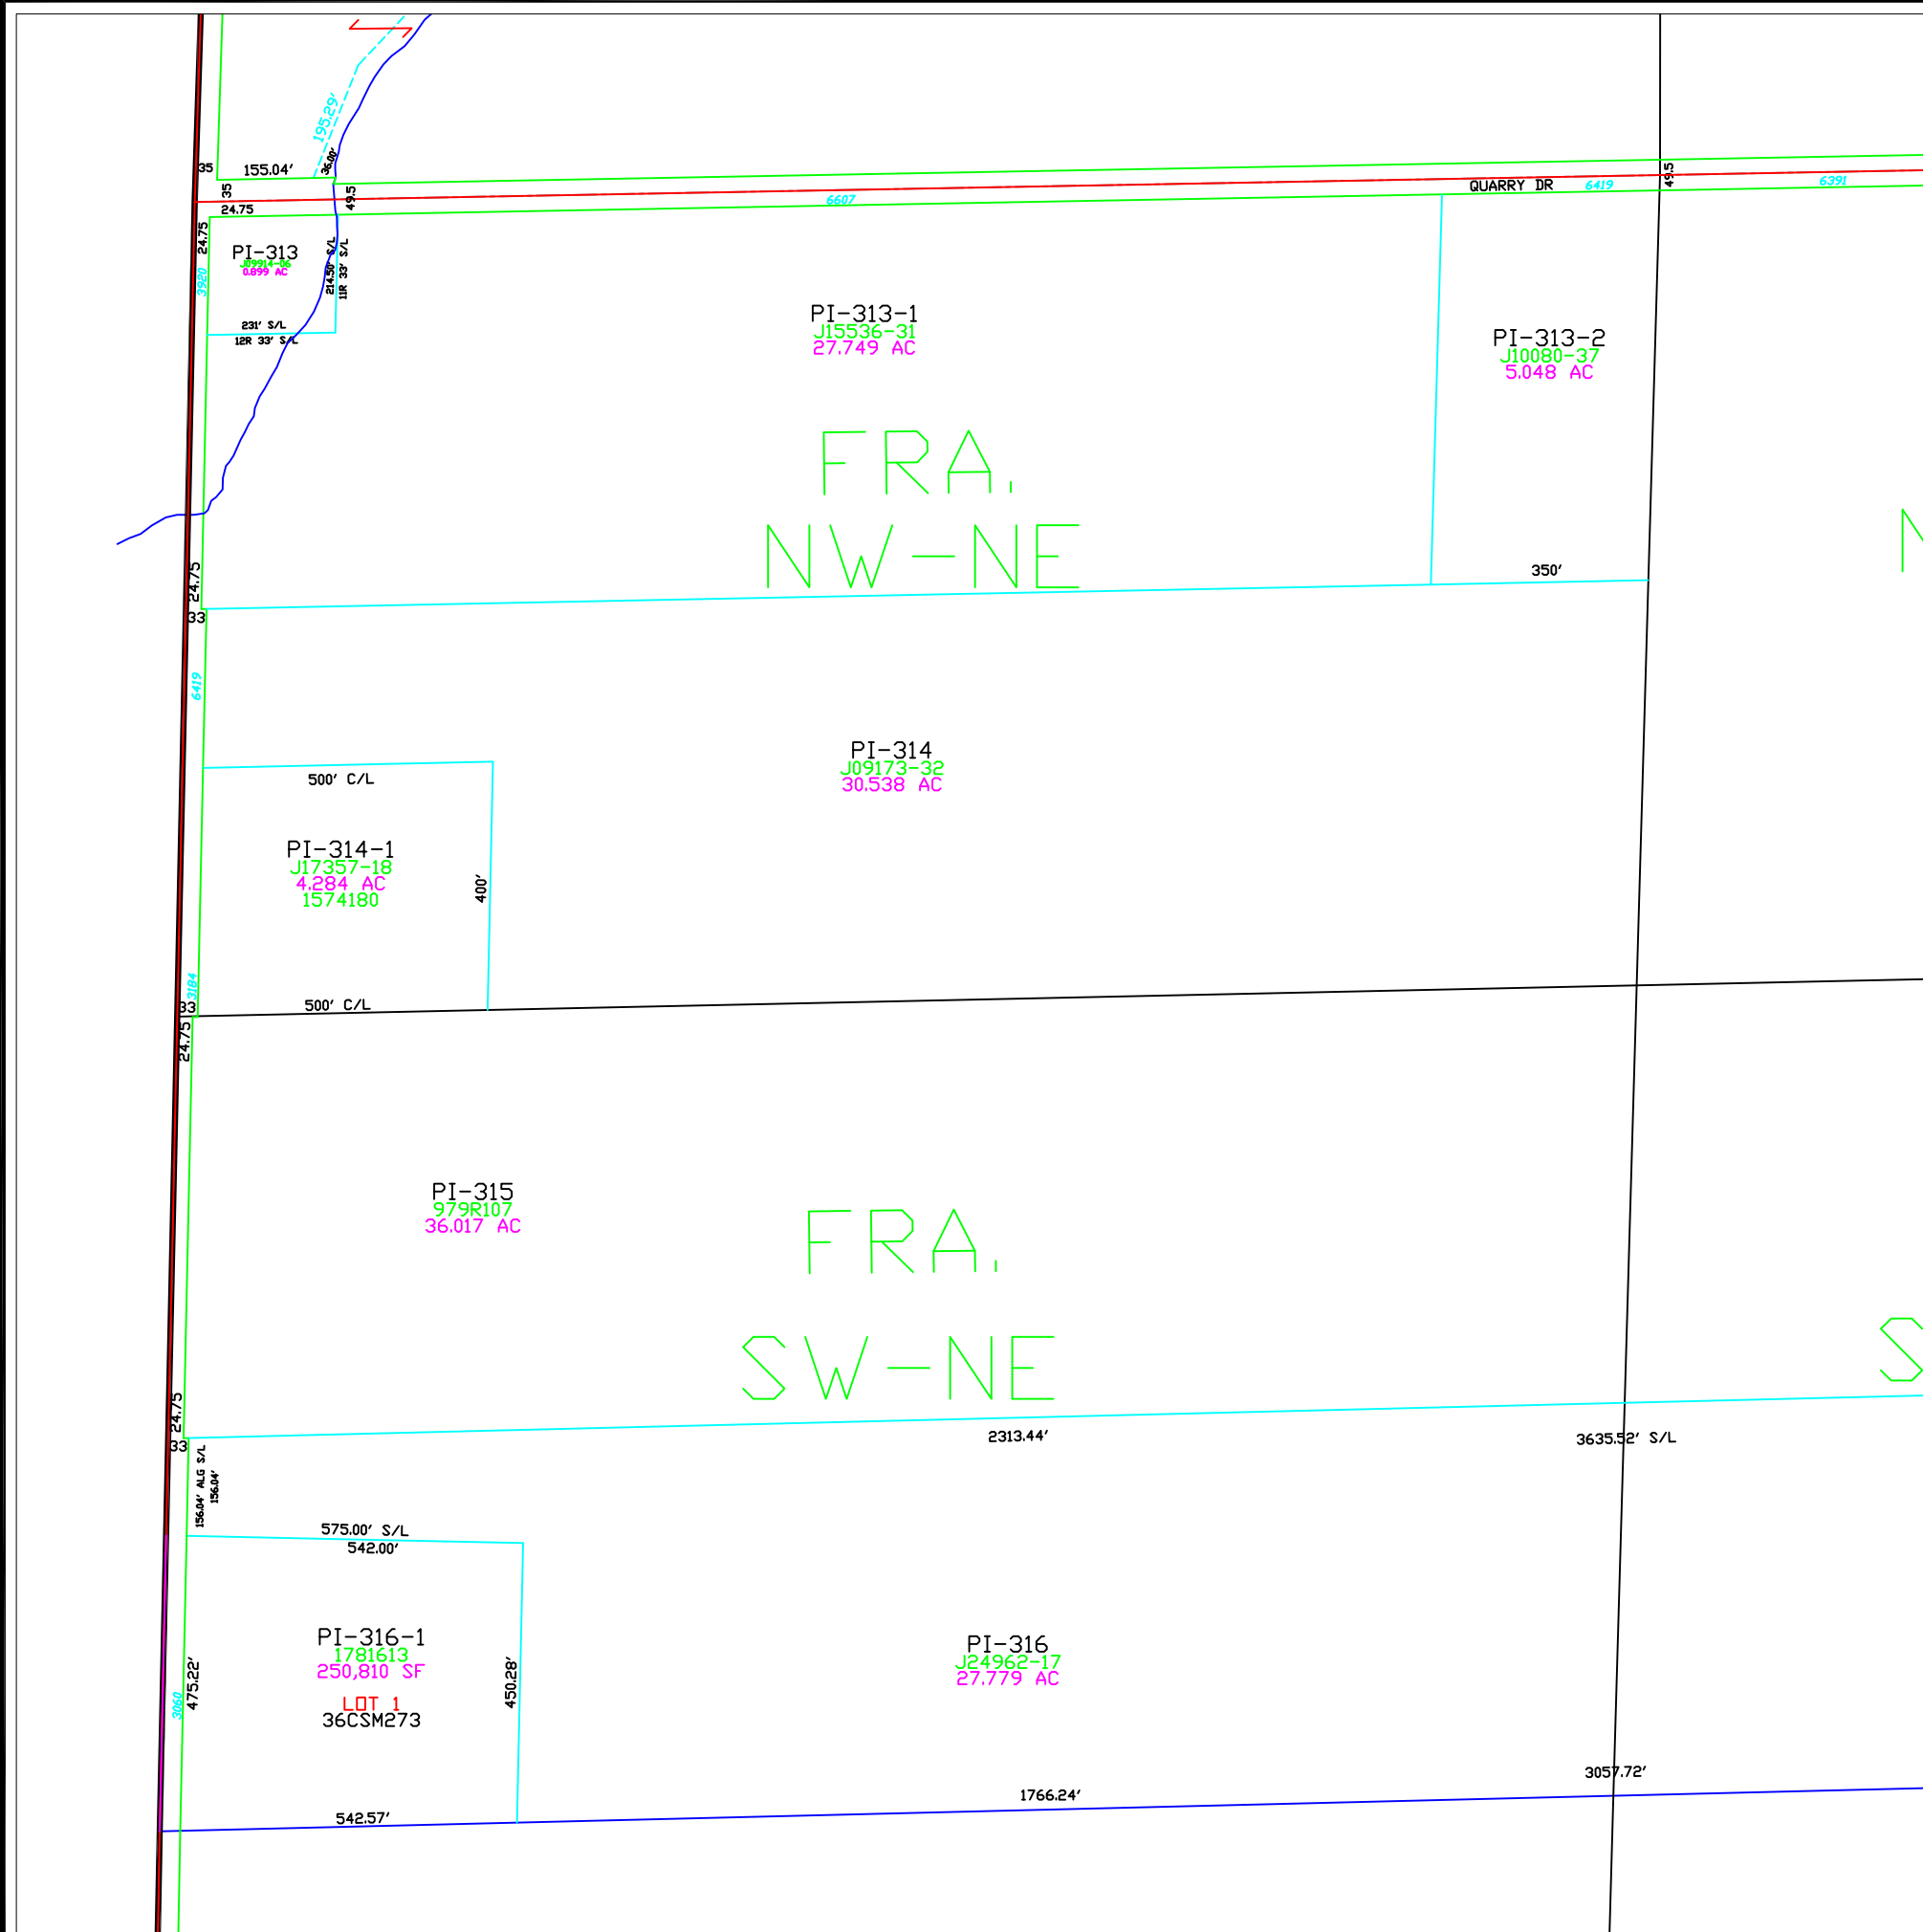 195.29'
36.00'
35
155.04'
35
49.5
49.5
QUARRY DR
6419
6391
6607
24.75
24.75
PI-313
J09914-06
0.899 AC
3920
214.50' S/L
11R 33' S/L
231' S/L
12R 33' S/L
PI-313-1
J15536-31
27.749 AC
PI-313-2
J10080-37
5.048 AC
FRA.
NW-NE
N
350'
24.75
33
6419
PI-314
J09173-32
30.538 AC
500' C/L
PI-314-1
J17357-18
4.284 AC
1574180
400'
3184
33
500' C/L
24.75
PI-315
979R107
36.017 AC
FRA.
SW-NE
S
24.75
33
2313.44'
3635.52' S/L
156.04' ALG S/L
156.04'
575.00' S/L
542.00'
PI-316-1
1781613
250,810 SF
LOT 1
36CSM273
475.22'
450.28'
3060
PI-316
J24962-17
27.779 AC
3057.72'
1766.24'
542.57'